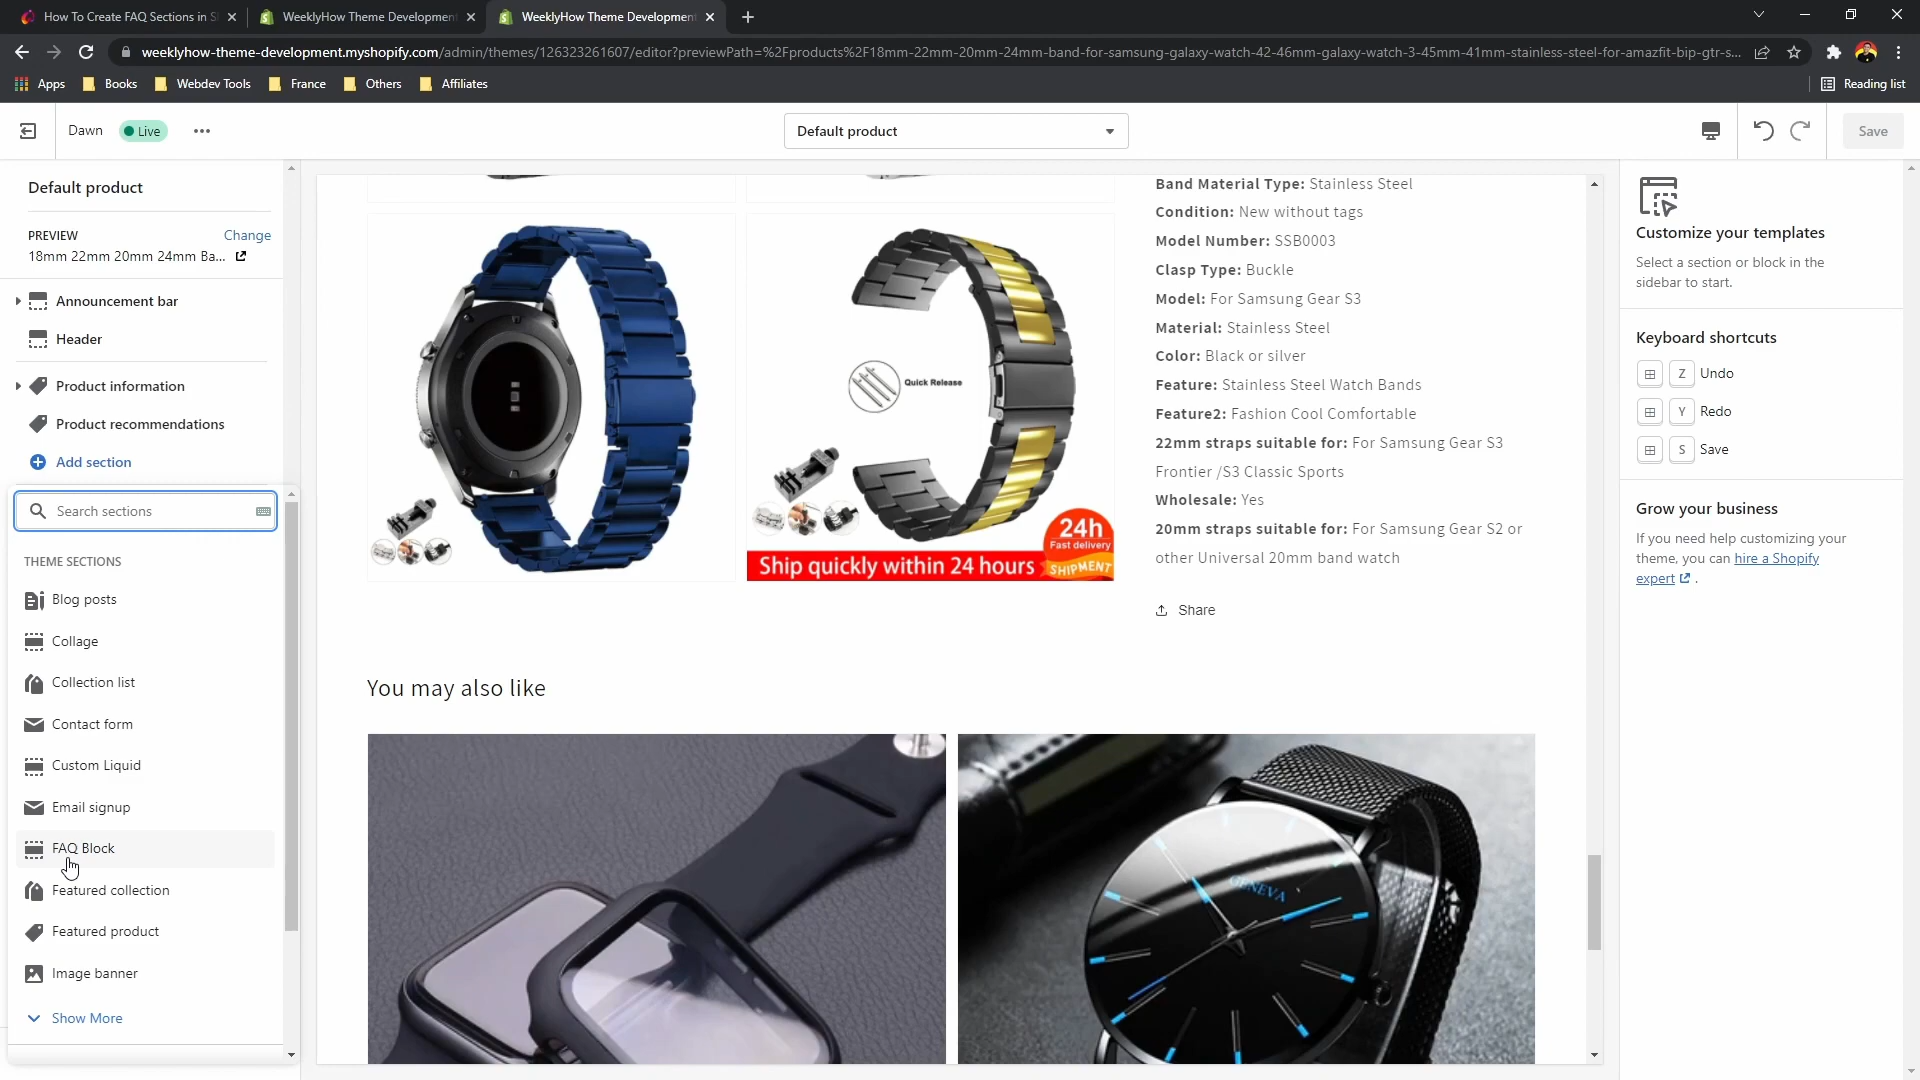 How To Create FAQ Sections in S
WeeklyHow Theme Development
WeeklyHow Theme Development
weeklyhow-theme-development.myshopify.com/admin/themes/126323261607/editor?previewPath=%2Fproducts%2F18mm-22mm-20mm-24mm-band-for-samsung-galaxy-watch-42-46mm-galaxy-watch-3-45mm-41mm-stainless-steel-for-amazfit-bip-gtr-s...
Apps Books Webdev Tools France Others Affiliates Reading list
Dawn Live Default product Save
Default product
PREVIEW Change
18mm 22mm 20mm 24mm Ba...
Announcement bar
Header
Product information
Product recommendations
Add section
Search sections
THEME SECTIONS
Blog posts
Collage
Collection list
Contact form
Custom Liquid
Email signup
FAQ Block
Featured collection
Featured product
Image banner
Show More
Quick Release
24h
Fast delivery
Ship quickly within 24 hours
SHIPMENT
Band Material Type: Stainless Steel
Condition: New without tags
Model Number: SSB0003
Clasp Type: Buckle
Model: For Samsung Gear S3
Material: Stainless Steel
Color: Black or silver
Feature: Stainless Steel Watch Bands
Feature2: Fashion Cool Comfortable
22mm straps suitable for: For Samsung Gear S3
Frontier /S3 Classic Sports
Wholesale: Yes
20mm straps suitable for: For Samsung Gear S2 or
other Universal 20mm band watch
Share
You may also like
GENEVA
Customize your templates
Select a section or block in the
sidebar to start.
Keyboard shortcuts
Z Undo
Y Redo
S Save
Grow your business
If you need help customizing your
theme, you can hire a Shopify
expert .